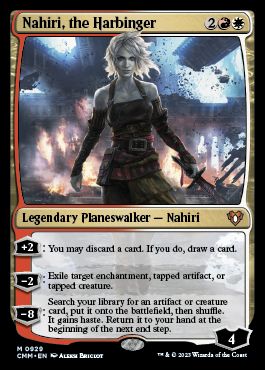 Nahiri, the Harbinger 2
Legendary Planeswalker — Nahiri
+2 : You may discard a card. If you do, draw a card.
−2 : Exile target enchantment, tapped artifact, or
tapped creature.
Search your library for an artifact or creature
−8 : card, put it onto the battlefield, then shuffle.
It gains haste. Return it to your hand at the
beginning of the next end step.
4
M 0929
CMM • EN Aleksi Briclot
™ & © 2023 Wizards of the Coast